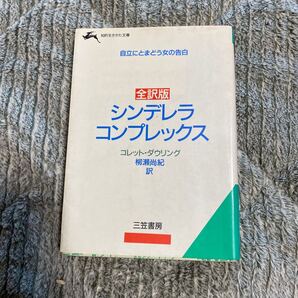 知的生きかた文庫
自立にとまどう女の告白
全訳版
シンデレラ
コンプレックス
コレット・ダウリング
柳瀬尚紀
訳
三笠書房